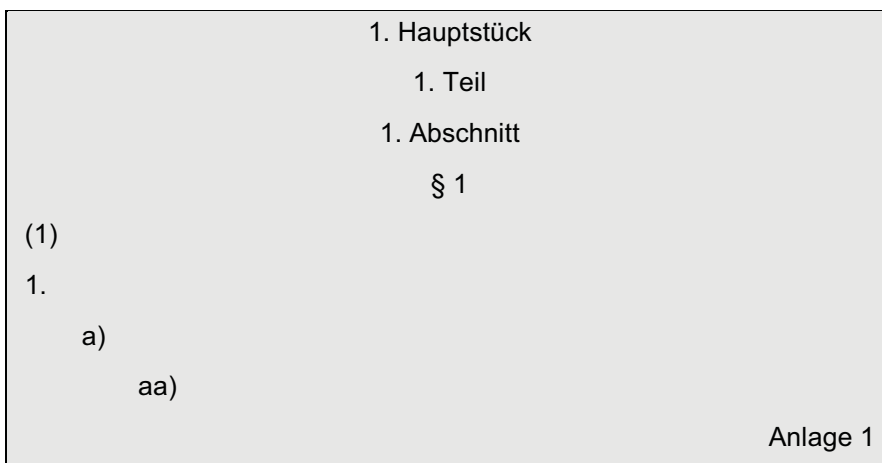 1. Hauptstück
1. Teil
1. Abschnitt
§ 1
(1)
1.
a)
aa)
Anlage 1